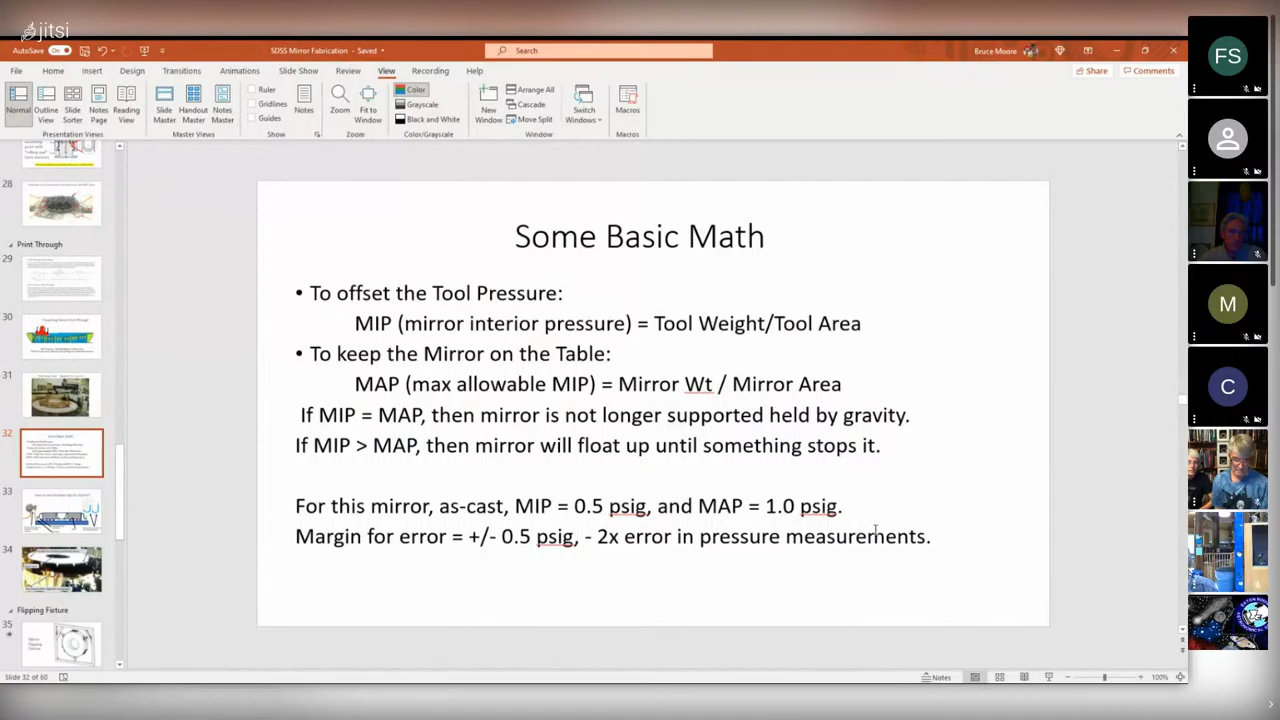 jitsi
AutoSave On
SDSS Mirror Fabrication - Saved
Search
Bruce Moore
File Home Insert Design Transitions Animations Slide Show Review View Recording Help
Share Comments
Normal Outline View Slide Sorter Notes Page Reading View
Presentation Views
Slide Master Handout Master Notes Master
Master Views
Ruler
Gridlines
Guides
Show
Notes
Zoom Fit to Window
Zoom
Color
Grayscale
Black and White
Color/Grayscale
New Window
Arrange All
Cascade
Move Split
Switch Windows
Window
Macros
Macros
28
Print Through
29
30
31
32
33
34
Flipping Fixture
35
Some Basic Math
• To offset the Tool Pressure:
MIP (mirror interior pressure) = Tool Weight/Tool Area
• To keep the Mirror on the Table:
MAP (max allowable MIP) = Mirror Wt / Mirror Area
If MIP = MAP, then mirror is not longer supported held by gravity.
If MIP > MAP, then mirror will float up until something stops it.
For this mirror, as-cast, MIP = 0.5 psig, and MAP = 1.0 psig.
Margin for error = +/- 0.5 psig, - 2x error in pressure measurements.
FS
M
C
Slide 32 of 60
Notes
100%